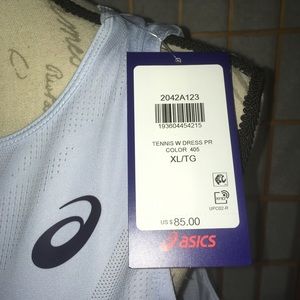 2042A123
193604454215
TENNIS W DRESS PR
COLOR 405
XL/TG
UPC02-R
US $ 85.00
asics